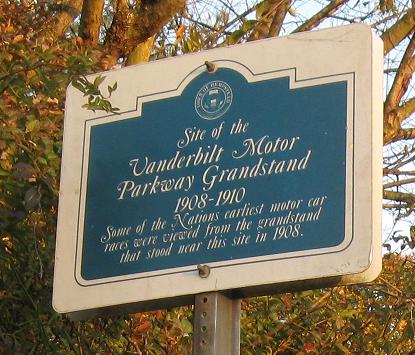 Site of the
Vanderbilt Motor
Parkway Grandstand
1908-1910
Some of the Nations earliest motor car
races were viewed from the grandstand
that stood near this site in 1908.